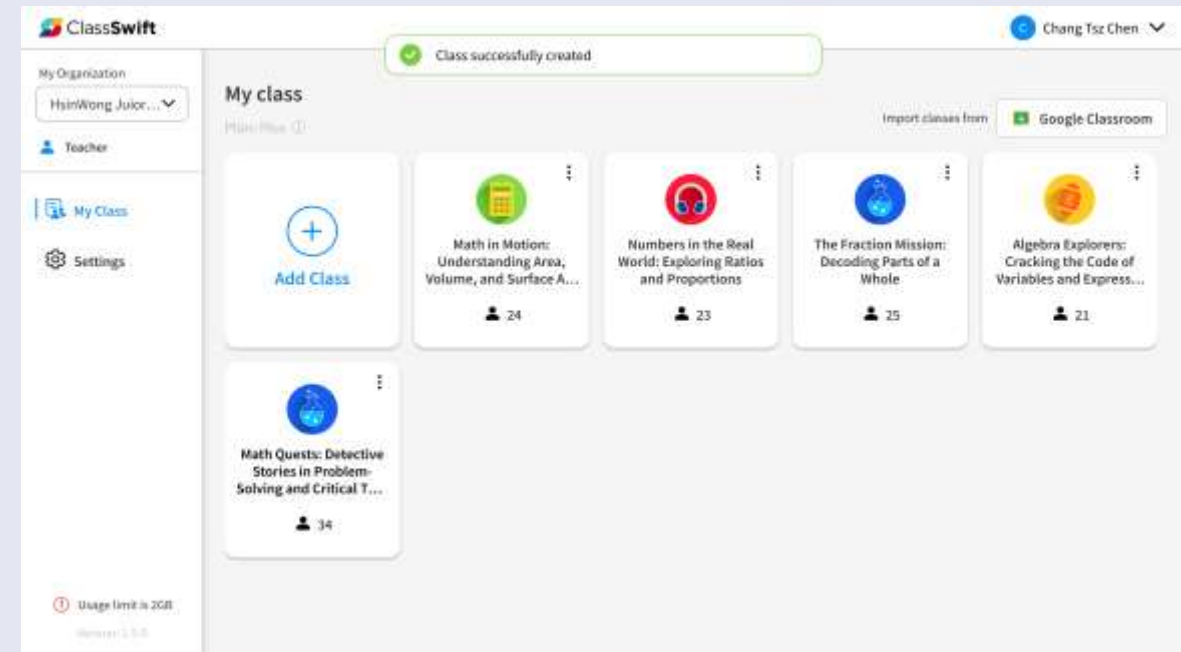 ClassSwift
Chang Tsz Chen
Class successfully created
My Organization
HsinWong Juior...
Teacher
My Class
Settings
My class
Import classes from
Google Classroom
Add Class
Math in Motion:
Understanding Area,
Volume, and Surface A...
24
Numbers in the Real
World: Exploring Ratios
and Proportions
23
The Fraction Mission:
Decoding Parts of a
Whole
25
Algebra Explorers:
Cracking the Code of
Variables and Express...
21
Math Quests: Detective
Stories in Problem-
Solving and Critical T...
34
Usage limit is 2GB